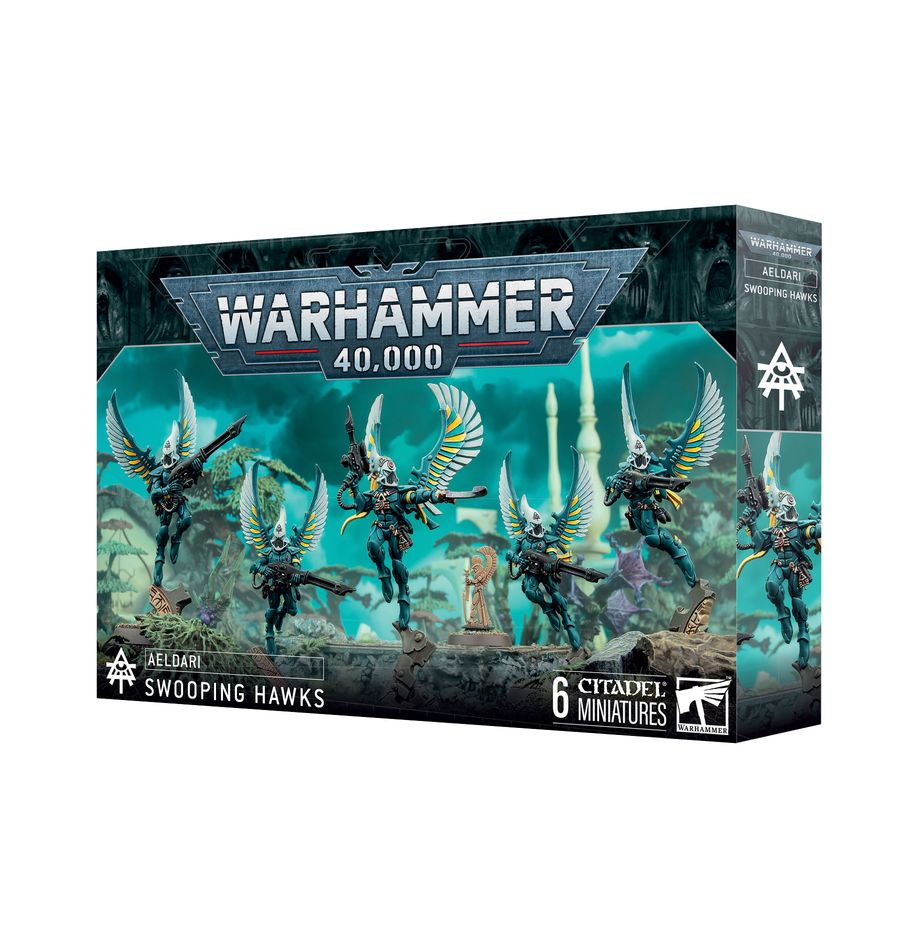 WARHAMMER
40,000
AELDARI
SWOOPING HAWKS
6 CITADEL®
MINIATURES
WARHAMMER
WARHAMMER
40,000
AELDARI
SWOOPING HAWKS